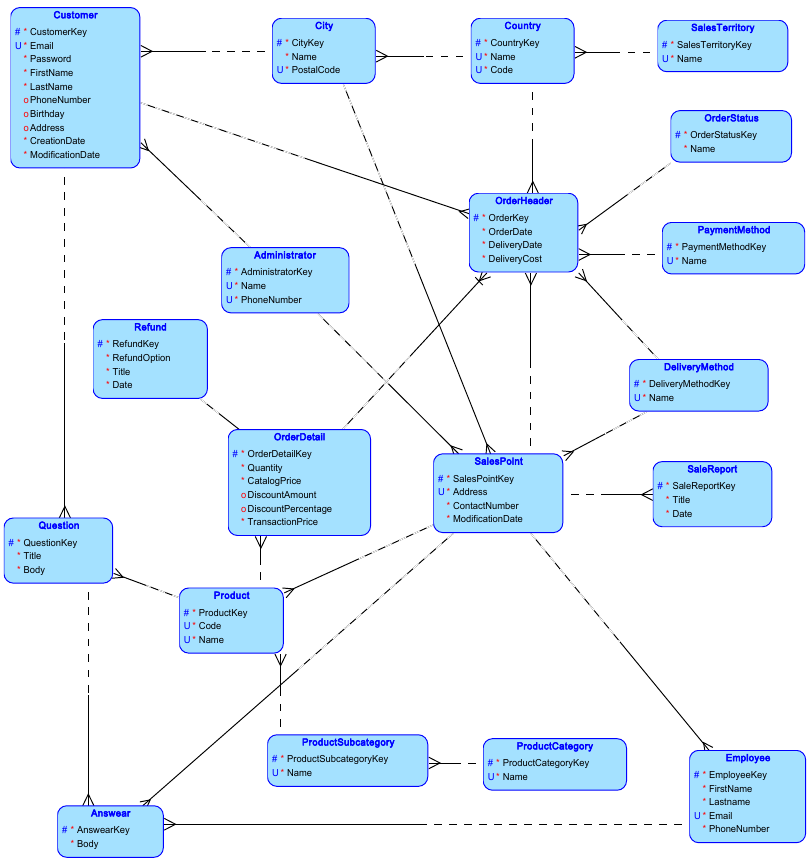 Customer
# * CustomerKey
U * Email
* Password
* FirstName
* LastName
o PhoneNumber
o Birthday
o Address
* CreationDate
* ModificationDate
City
# * CityKey
* Name
U * PostalCode
Country
# * CountryKey
U * Name
U * Code
SalesTerritory
# * SalesTerritoryKey
U * Name
OrderStatus
# * OrderStatusKey
* Name
OrderHeader
# * OrderKey
* OrderDate
* DeliveryDate
* DeliveryCost
PaymentMethod
# * PaymentMethodKey
U * Name
Administrator
# * AdministratorKey
U * Name
U * PhoneNumber
Refund
# * RefundKey
* RefundOption
* Title
* Date
DeliveryMethod
# * DeliveryMethodKey
U * Name
OrderDetail
# * OrderDetailKey
* Quantity
* CatalogPrice
o DiscountAmount
o DiscountPercentage
* TransactionPrice
SalesPoint
# * SalesPointKey
U * Address
* ContactNumber
* ModificationDate
SaleReport
# * SaleReportKey
* Title
* Date
Question
# * QuestionKey
* Title
* Body
Product
# * ProductKey
U * Code
U * Name
ProductSubcategory
# * ProductSubcategoryKey
U * Name
ProductCategory
# * ProductCategoryKey
U * Name
Employee
# * EmployeeKey
* FirstName
* Lastname
U * Email
* PhoneNumber
Answear
# * AnswearKey
* Body